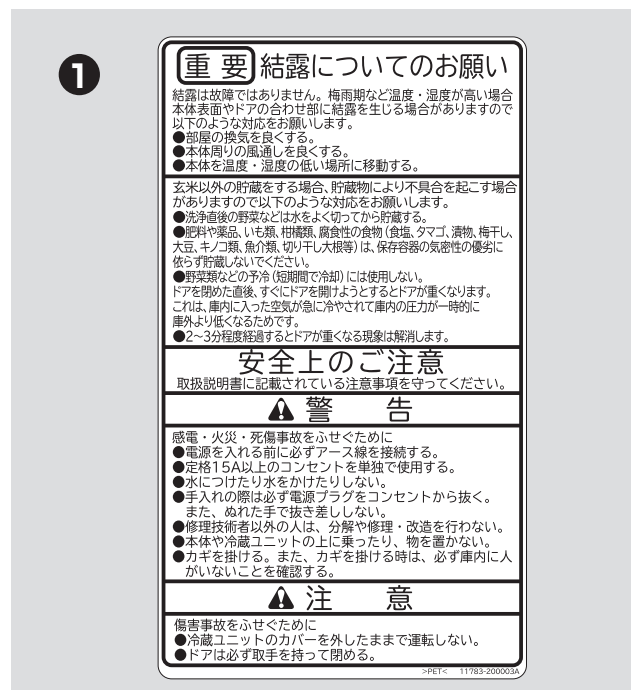 1
重要 結露についてのお願い
結露は故障ではありません。梅雨期など温度・湿度が高い場合
本体表面やドアの合わせ部に結露を生じる場合がありますので
以下のような対応をお願いします。
●部屋の換気を良くする。
●本体周りの風通しを良くする。
●本体を温度・湿度の低い場所に移動する。
玄米以外の貯蔵をする場合、貯蔵物により不具合を起こす場合
がありますので以下のような対応をお願いします。
●洗浄直後の野菜などは水をよく切ってから貯蔵する。
●肥料や薬品、いも類、柑橘類、腐食性の食物(食塩、タマゴ、漬物、梅干し、
大豆、キノコ類、魚介類、切り干し大根等)は、保存容器の気密性の優劣に
依らず貯蔵しないでください。
●野菜類などの予冷(短期間で冷却)には使用しない。
ドアを閉めた直後、すぐにドアを開けようとするとドアが重くなります。
これは、庫内に入った空気が急に冷やされて庫内の圧力が一時的に
庫外より低くなるためです。
●2〜3分程度経過するとドアが重くなる現象は解消します。
安全上のご注意
取扱説明書に記載されている注意事項を守ってください。
警 告
感電・火災・死傷事故をふせぐために
●電源を入れる前に必ずアース線を接続する。
●定格15A以上のコンセントを単独で使用する。
●水につけたり水をかけたりしない。
●手入れの際は必ず電源プラグをコンセントから抜く。
また、ぬれた手で抜き差ししない。
●修理技術者以外の人は、分解や修理・改造を行わない。
●本体や冷蔵ユニットの上に乗ったり、物を置かない。
●カギを掛ける。また、カギを掛ける時は、必ず庫内に人
がいないことを確認する。
注 意
傷害事故をふせぐために
●冷蔵ユニットのカバーを外したままで運転しない。
●ドアは必ず取手を持って閉める。
>PET< 11783-200003A